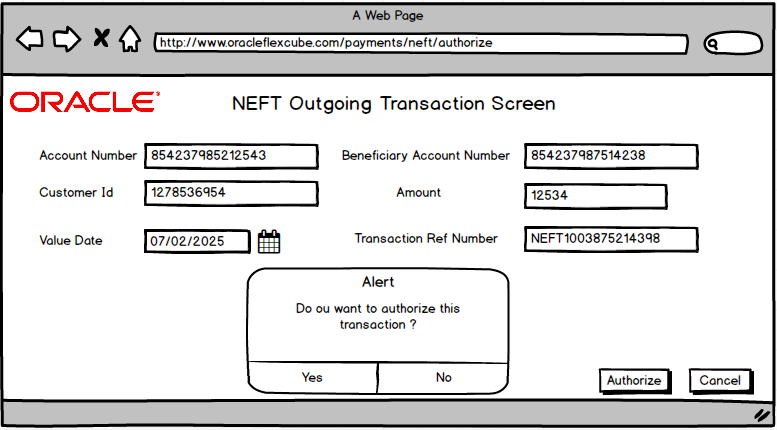 A Web Page
http://www.oracleflexcube.com/payments/neft/authorize
ORACLE
NEFT Outgoing Transaction Screen
Account Number 854237985212543 Beneficiary Account Number 854237987514238
Customer Id 1278536954 Amount 12534
Value Date 07/02/2025 Transaction Ref Number NEFT1003875214398
Alert
Do ou want to authorize this
transaction ?
Yes No
Authorize Cancel